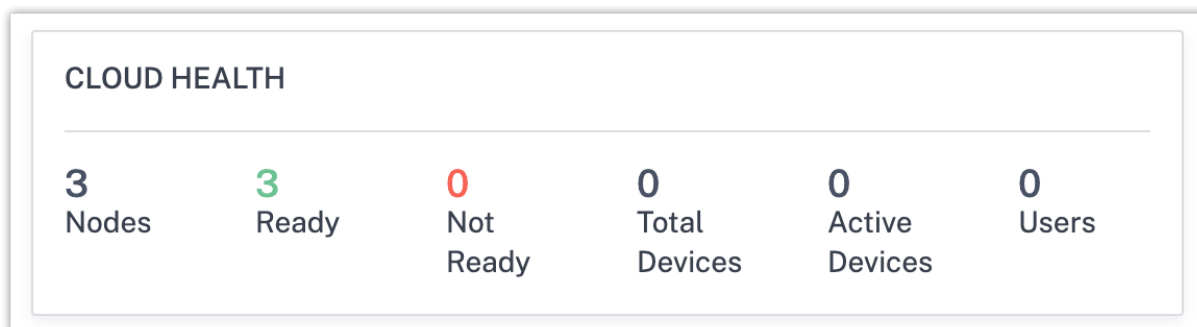 CLOUD HEALTH
3
Nodes
3
Ready
0
Not
Ready
0
Total
Devices
0
Active
Devices
0
Users